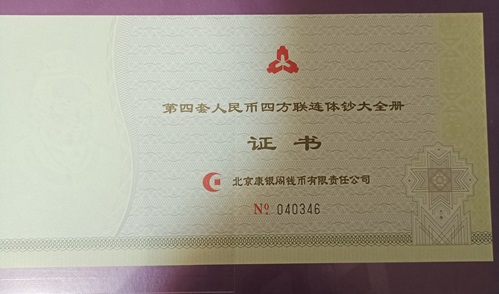 第四套人民币四方联连体钞大全册
证书
北京康银阁钱币有限责任公司
Nº 040346